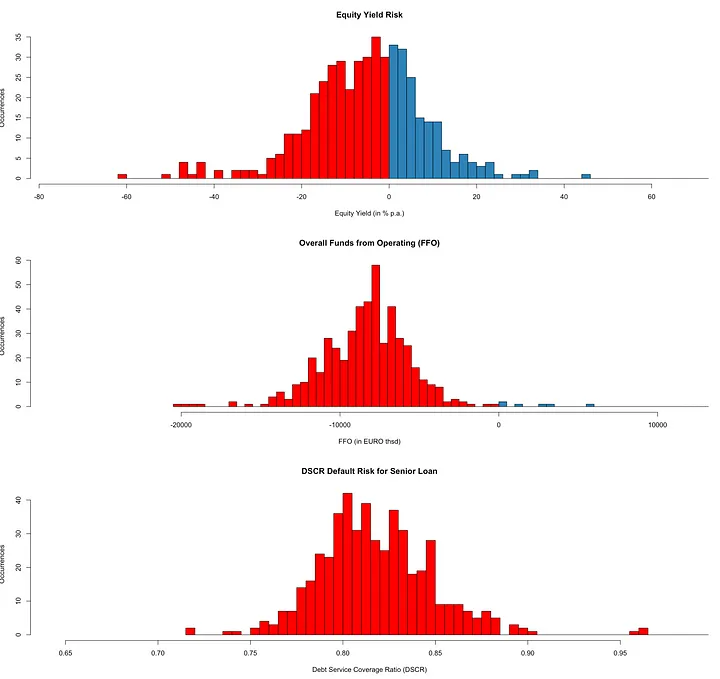 Equity Yield Risk
Occurrences
35
30
25
20
15
10
5
0
-80 -60 -40 -20 0 20 40 60
Equity Yield (in % p.a.)
Overall Funds from Operating (FFO)
Occurrences
60
50
40
30
20
10
0
-20000 -10000 0 10000
FFO (in EURO thsd)
DSCR Default Risk for Senior Loan
Occurrences
40
30
20
10
0
0.65 0.70 0.75 0.80 0.85 0.90 0.95
Debt Service Coverage Ratio (DSCR)